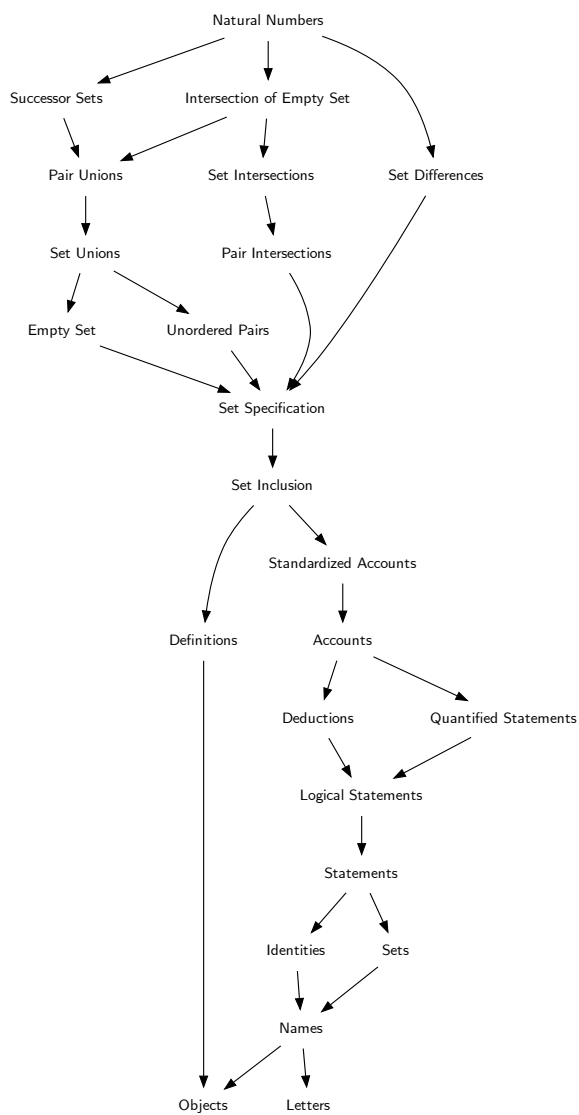 Natural Numbers
Successor Sets
Intersection of Empty Set
Pair Unions
Set Intersections
Set Differences
Set Unions
Pair Intersections
Empty Set
Unordered Pairs
Set Specification
Set Inclusion
Standardized Accounts
Definitions
Accounts
Deductions
Quantified Statements
Logical Statements
Statements
Identities
Sets
Names
Objects
Letters